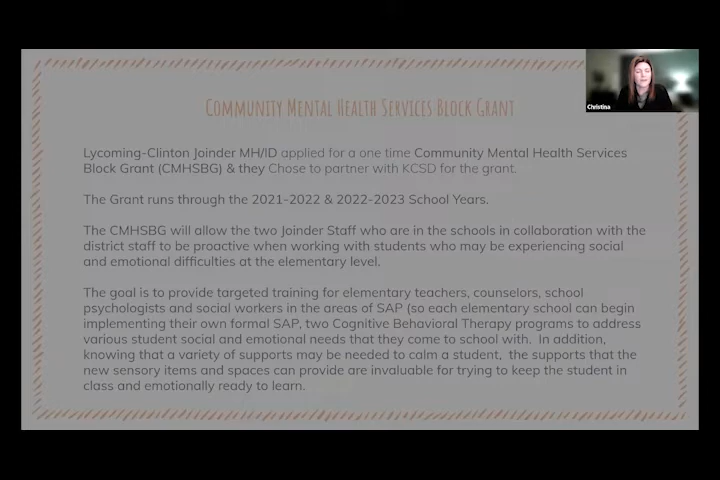 Christina
COMMUNITY MENTAL HEALTH SERVICES BLOCK GRANT
Lycoming-Clinton Joinder MH/ID applied for a one time Community Mental Health Services
Block Grant (CMHSBG) & they Chose to partner with KCSD for the grant.
The Grant runs through the 2021-2022 & 2022-2023 School Years.
The CMHSBG will allow the two Joinder Staff who are in the schools in collaboration with the
district staff to be proactive when working with students who may be experiencing social
and emotional difficulties at the elementary level.
The goal is to provide targeted training for elementary teachers, counselors, school
psychologists and social workers in the areas of SAP (so each elementary school can begin
implementing their own formal SAP, two Cognitive Behavioral Therapy programs to address
various student social and emotional needs that they come to school with. In addition,
knowing that a variety of supports may be needed to calm a student, the supports that the
new sensory items and spaces can provide are invaluable for trying to keep the student in
class and emotionally ready to learn.